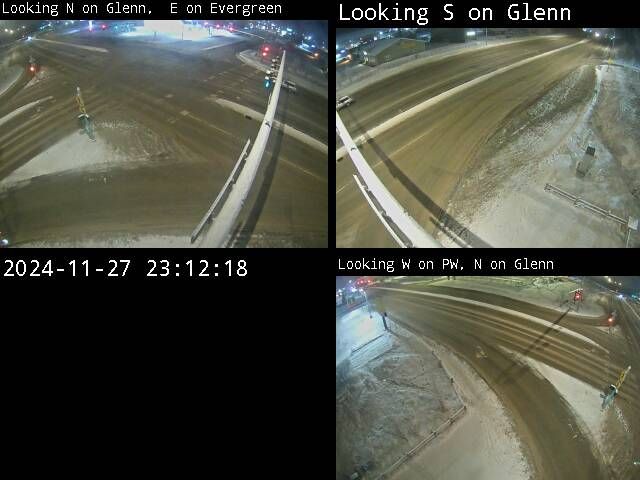 Looking N on Glenn, E on Evergreen
Looking S on Glenn
2024-11-27 23:12:18
Looking W on PW, N on Glenn